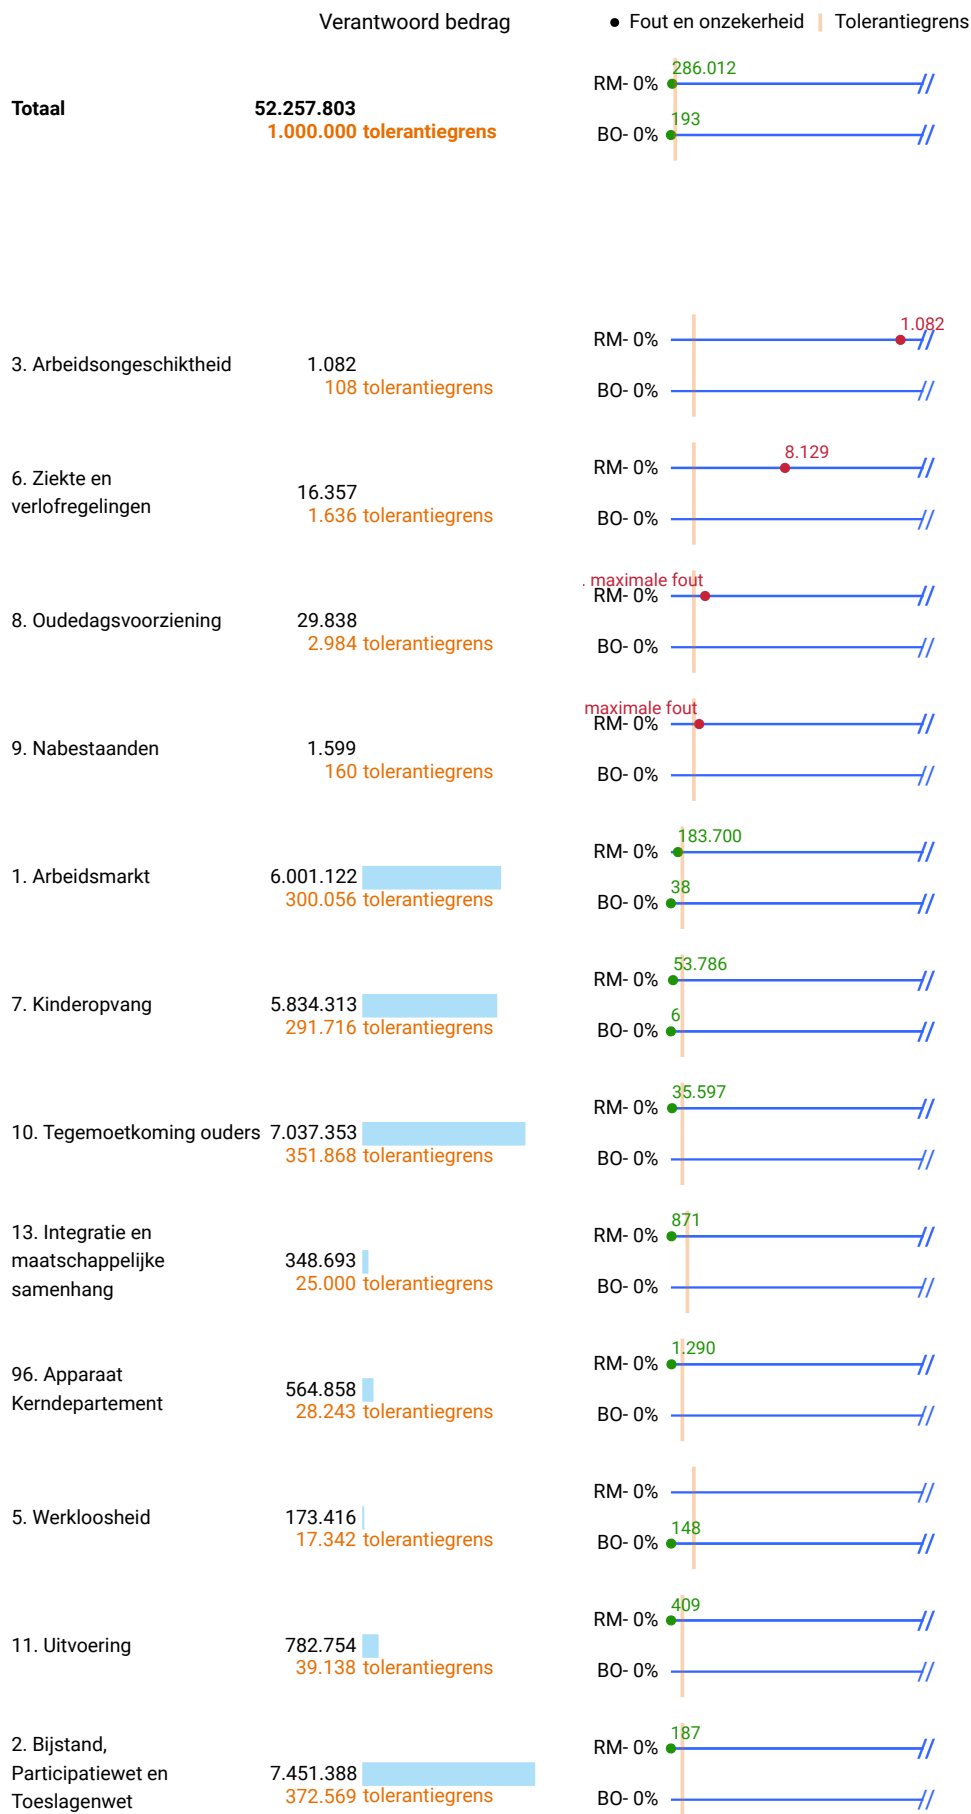 Verantwoord bedrag
Fout en onzekerheid
Tolerantiegrens
Totaal
52.257.803
1.000.000 tolerantiegrens
RM- 0%
286.012
BO- 0%
193
3. Arbeidsongeschiktheid
1.082
108 tolerantiegrens
RM- 0%
1.082
BO- 0%
6. Ziekte en
verlofregelingen
16.357
1.636 tolerantiegrens
RM- 0%
8.129
BO- 0%
8. Oudedagsvoorziening
29.838
2.984 tolerantiegrens
. maximale fout
RM- 0%
BO- 0%
9. Nabestaanden
1.599
160 tolerantiegrens
maximale fout
RM- 0%
BO- 0%
1. Arbeidsmarkt
6.001.122
300.056 tolerantiegrens
RM- 0%
183.700
BO- 0%
38
7. Kinderopvang
5.834.313
291.716 tolerantiegrens
RM- 0%
53.786
BO- 0%
6
10. Tegemoetkoming ouders
7.037.353
351.868 tolerantiegrens
RM- 0%
35.597
BO- 0%
13. Integratie en
maatschappelijke
samenhang
348.693
25.000 tolerantiegrens
RM- 0%
871
BO- 0%
96. Apparaat
Kerndepartement
564.858
28.243 tolerantiegrens
RM- 0%
1.290
BO- 0%
5. Werkloosheid
173.416
17.342 tolerantiegrens
RM- 0%
BO- 0%
148
11. Uitvoering
782.754
39.138 tolerantiegrens
RM- 0%
409
BO- 0%
2. Bijstand,
Participatiewet en
Toeslagenwet
7.451.388
372.569 tolerantiegrens
RM- 0%
187
BO- 0%